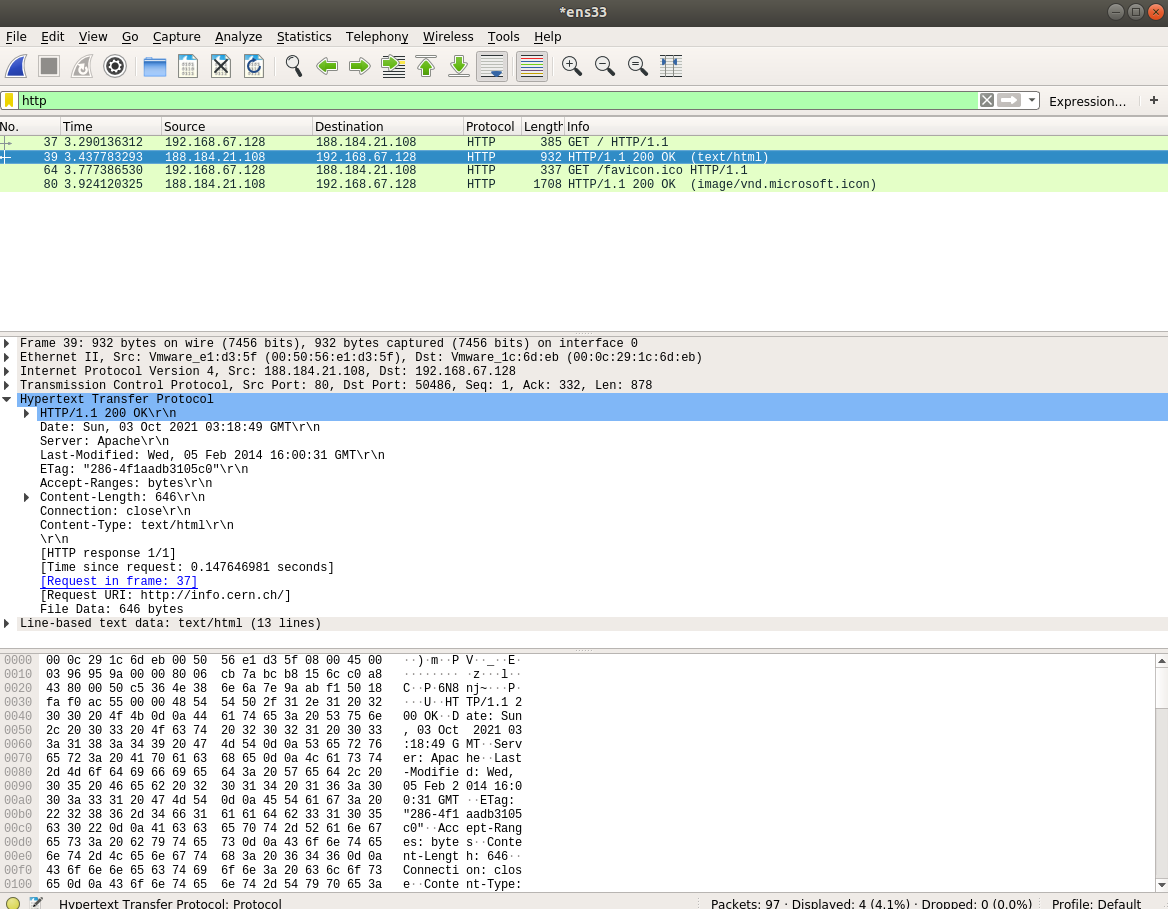 *ens33
File Edit View Go Capture Analyze Statistics Telephony Wireless Tools Help
http Expression… +
No. Time Source Destination Protocol Length Info
37 3.290136312 192.168.67.128 188.184.21.108 HTTP 385 GET / HTTP/1.1
39 3.437783293 188.184.21.108 192.168.67.128 HTTP 932 HTTP/1.1 200 OK (text/html)
64 3.777386530 192.168.67.128 188.184.21.108 HTTP 337 GET /favicon.ico HTTP/1.1
80 3.924120325 188.184.21.108 192.168.67.128 HTTP 1708 HTTP/1.1 200 OK (image/vnd.microsoft.icon)
Frame 39: 932 bytes on wire (7456 bits), 932 bytes captured (7456 bits) on interface 0
Ethernet II, Src: Vmware_e1:d3:5f (00:50:56:e1:d3:5f), Dst: Vmware_1c:6d:eb (00:0c:29:1c:6d:eb)
Internet Protocol Version 4, Src: 188.184.21.108, Dst: 192.168.67.128
Transmission Control Protocol, Src Port: 80, Dst Port: 50486, Seq: 1, Ack: 332, Len: 878
Hypertext Transfer Protocol
HTTP/1.1 200 OK\r\n
Date: Sun, 03 Oct 2021 03:18:49 GMT\r\n
Server: Apache\r\n
Last-Modified: Wed, 05 Feb 2014 16:00:31 GMT\r\n
ETag: "286-4f1aadb3105c0"\r\n
Accept-Ranges: bytes\r\n
Content-Length: 646\r\n
Connection: close\r\n
Content-Type: text/html\r\n
\r\n
[HTTP response 1/1]
[Time since request: 0.147646981 seconds]
[Request in frame: 37]
[Request URI: http://info.cern.ch/]
File Data: 646 bytes
Line-based text data: text/html (13 lines)
0000 00 0c 29 1c 6d eb 00 50 56 e1 d3 5f 08 00 45 00 ··)·m··P V··_··E·
0010 03 96 95 9a 00 00 80 06 cb 7a bc b8 15 6c c0 a8 ········ ·z···l··
0020 43 80 00 50 c5 36 4e 38 6e 6a 7e 9a ab f1 50 18 C··P·6N8 nj~···P·
0030 fa f0 ac 55 00 00 48 54 54 50 2f 31 2e 31 20 32 ···U··HT TP/1.1 2
0040 30 30 20 4f 4b 0d 0a 44 61 74 65 3a 20 53 75 6e 00 OK··D ate: Sun
0050 2c 20 30 33 20 4f 63 74 20 32 30 32 31 20 30 33 , 03 Oct 2021 03
0060 3a 31 38 3a 34 39 20 47 4d 54 0d 0a 53 65 72 76 :18:49 G MT··Serv
0070 65 72 3a 20 41 70 61 63 68 65 0d 0a 4c 61 73 74 er: Apac he··Last
0080 2d 4d 6f 64 69 66 69 65 64 3a 20 57 65 64 2c 20 -Modifie d: Wed,
0090 30 35 20 46 65 62 20 32 30 31 34 20 31 36 3a 30 05 Feb 2 014 16:0
00a0 30 3a 33 31 20 47 4d 54 0d 0a 45 54 61 67 3a 20 0:31 GMT ··ETag:
00b0 22 32 38 36 2d 34 66 31 61 61 64 62 33 31 30 35 "286-4f1 aadb3105
00c0 63 30 22 0d 0a 41 63 63 65 70 74 2d 52 61 6e 67 c0"··Acc ept-Rang
00d0 65 73 3a 20 62 79 74 65 73 0d 0a 43 6f 6e 74 65 es: byte s··Conte
00e0 6e 74 2d 4c 65 6e 67 74 68 3a 20 36 34 36 0d 0a nt-Lengt h: 646··
00f0 43 6f 6e 6e 65 63 74 69 6f 6e 3a 20 63 6c 6f 73 Connecti on: clos
0100 65 0d 0a 43 6f 6e 74 65 6e 74 2d 54 79 70 65 3a e··Conte nt-Type:
Hypertext Transfer Protocol: Protocol Packets: 97 · Displayed: 4 (4.1%) · Dropped: 0 (0.0%) Profile: Default